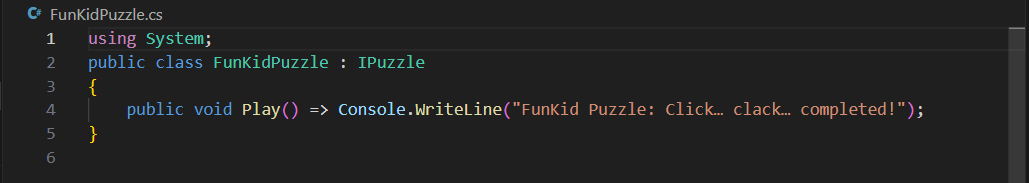 C# FunKidPuzzle.cs
1 using System;
2 public class FunKidPuzzle : IPuzzle
3 {
4     public void Play() => Console.WriteLine("FunKid Puzzle: Click… clack… completed!");
5 }
6